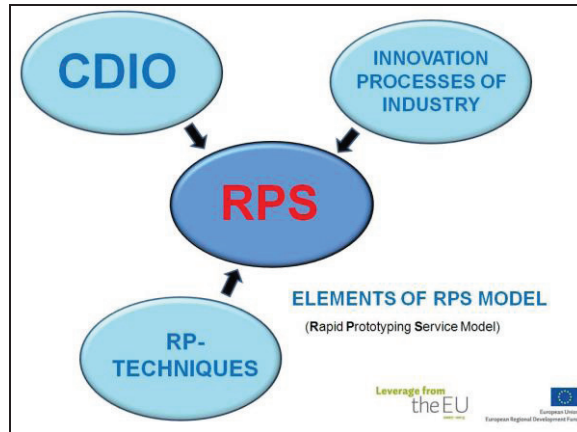 CDIO
INNOVATION
PROCESSES OF
INDUSTRY
RPS
RP-
TECHNIQUES
ELEMENTS OF RPS MODEL
(Rapid Prototyping Service Model)
Leverage from
the EU
European Union
European Regional Development Fund